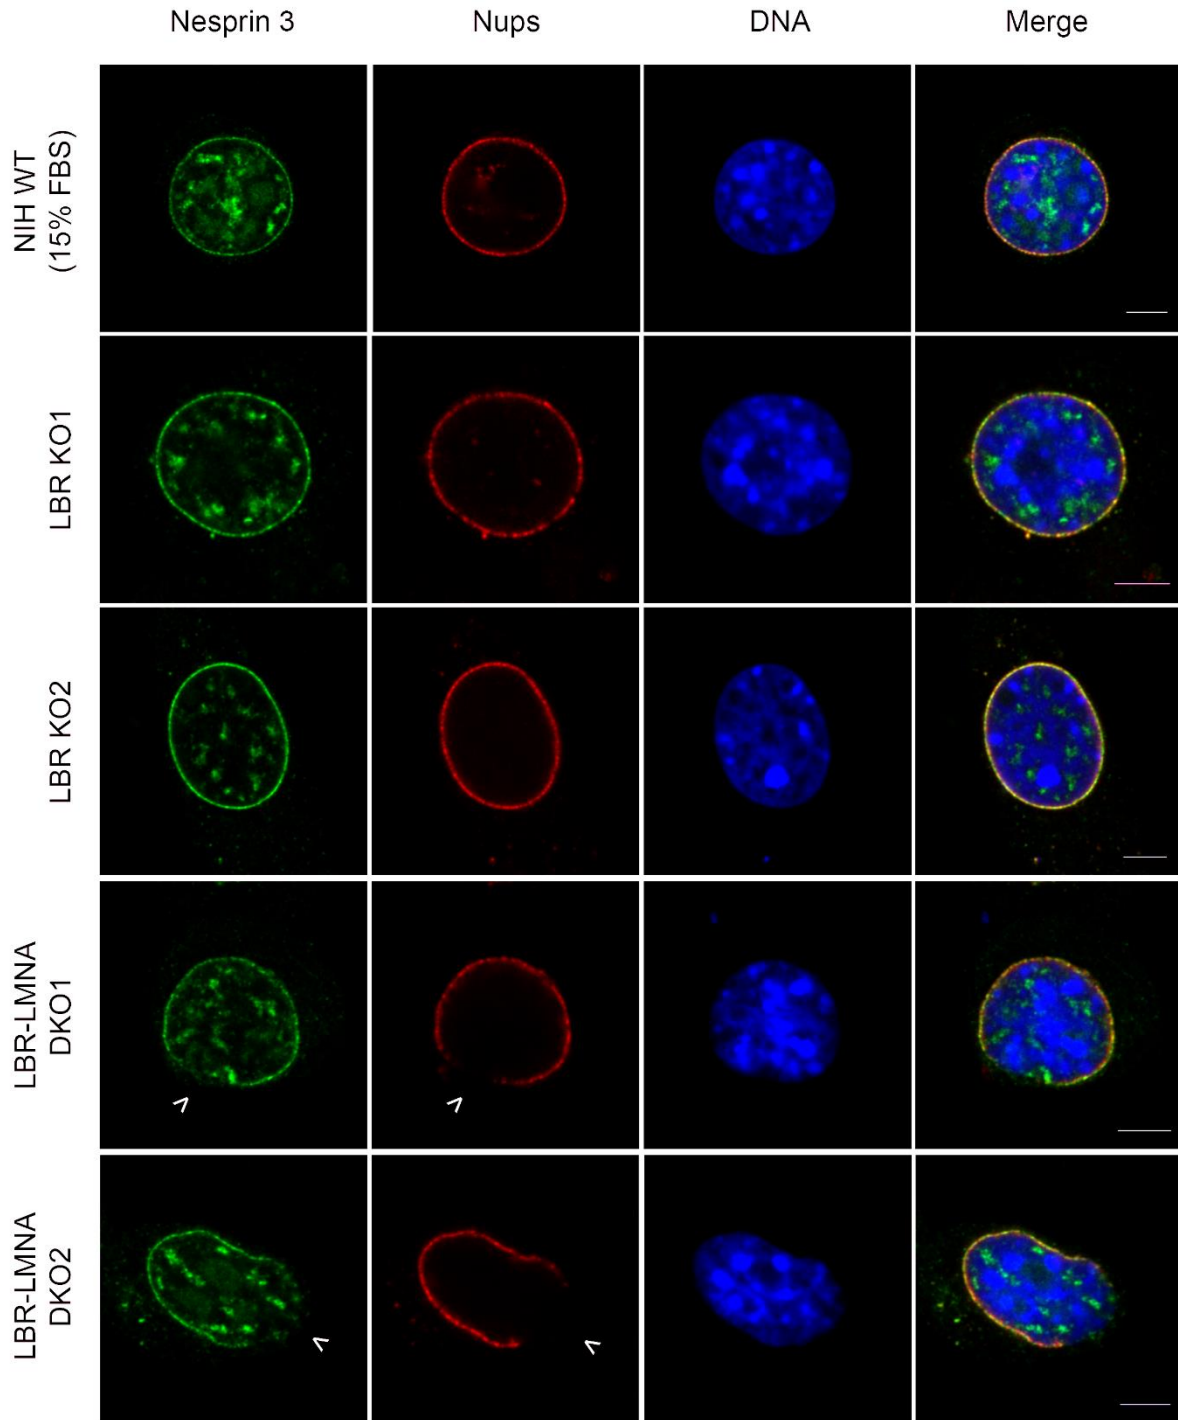 Nesprin 3
Nups
DNA
Merge
NIH WT
(15% FBS)
LBR KO1
LBR KO2
LBR-LMNA
DKO1
LBR-LMNA
DKO2